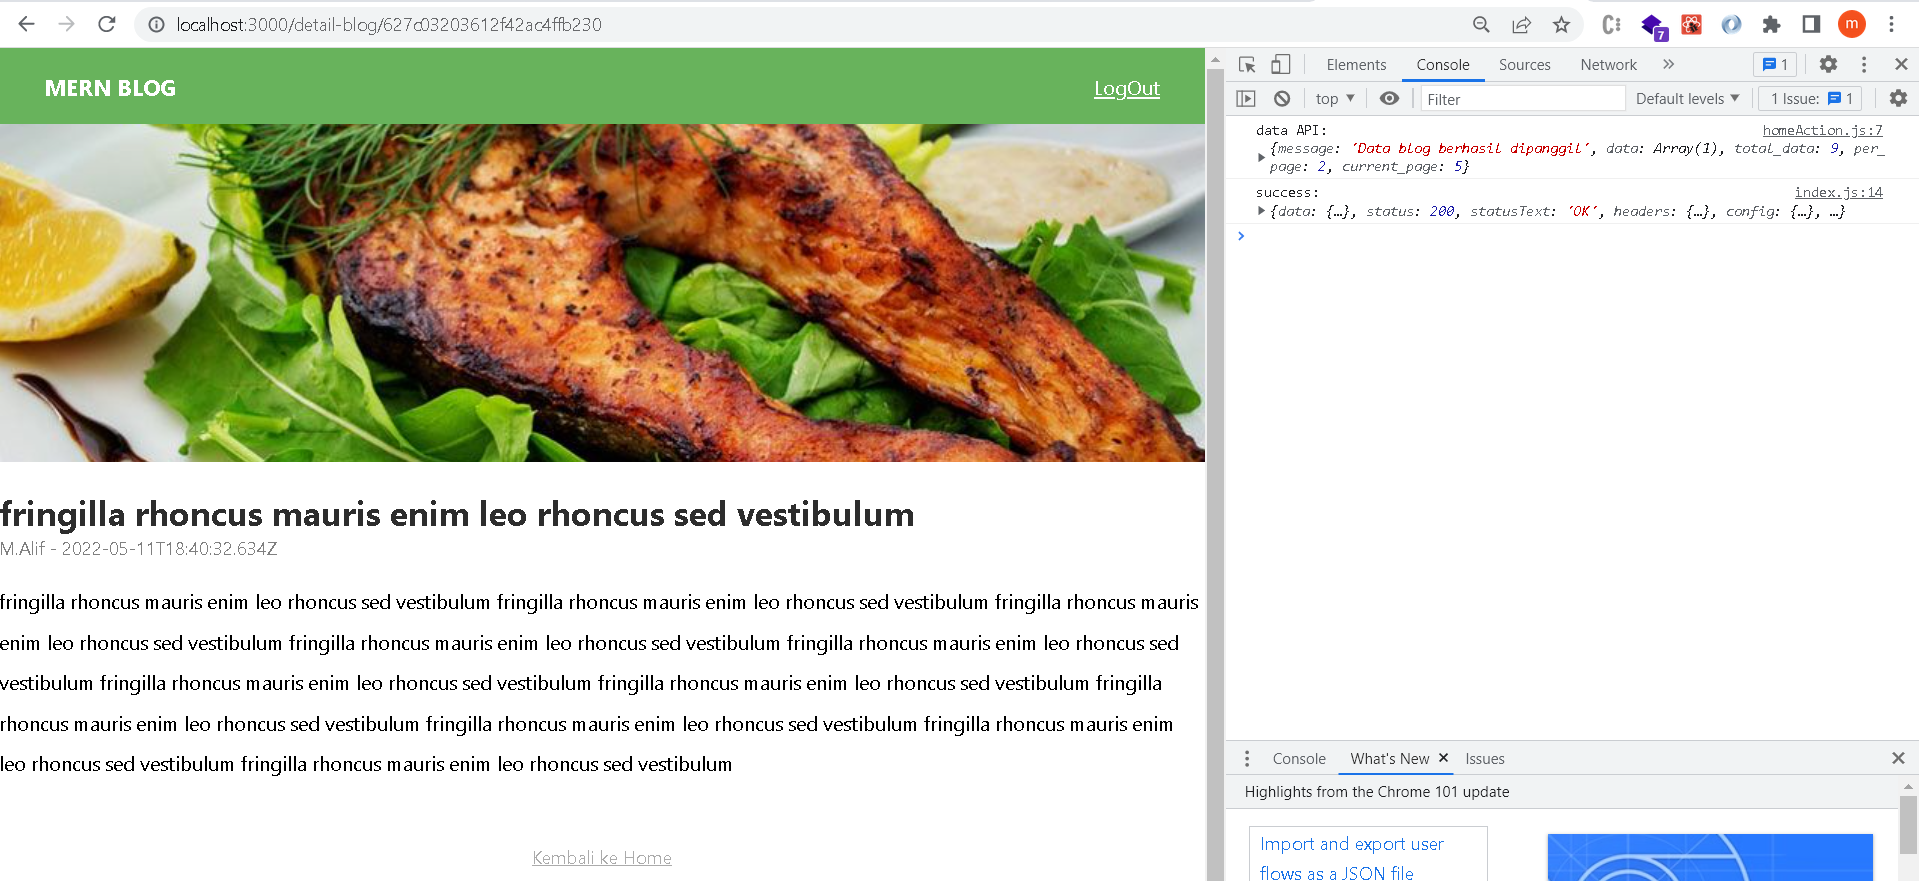 localhost:3000/detail-blog/627c03203612f42ac4ffb230
7
m
MERN BLOG
LogOut
fringilla rhoncus mauris enim leo rhoncus sed vestibulum
M.Alif - 2022-05-11T18:40:32.634Z
fringilla rhoncus mauris enim leo rhoncus sed vestibulum fringilla rhoncus mauris enim leo rhoncus sed vestibulum fringilla rhoncus mauris
enim leo rhoncus sed vestibulum fringilla rhoncus mauris enim leo rhoncus sed vestibulum fringilla rhoncus mauris enim leo rhoncus sed
vestibulum fringilla rhoncus mauris enim leo rhoncus sed vestibulum fringilla rhoncus mauris enim leo rhoncus sed vestibulum fringilla
rhoncus mauris enim leo rhoncus sed vestibulum fringilla rhoncus mauris enim leo rhoncus sed vestibulum fringilla rhoncus mauris enim
leo rhoncus sed vestibulum fringilla rhoncus mauris enim leo rhoncus sed vestibulum
Kembali ke Home
Elements Console Sources Network » 1
top Filter Default levels 1 Issue: 1
data API: homeAction.js:7
{message: 'Data blog berhasil dipanggil', data: Array(1), total_data: 9, per_
page: 2, current_page: 5}
success: index.js:14
{data: {…}, status: 200, statusText: 'OK', headers: {…}, config: {…}, …}
Console What's New Issues
Highlights from the Chrome 101 update
Import and export user
flows as a JSON file